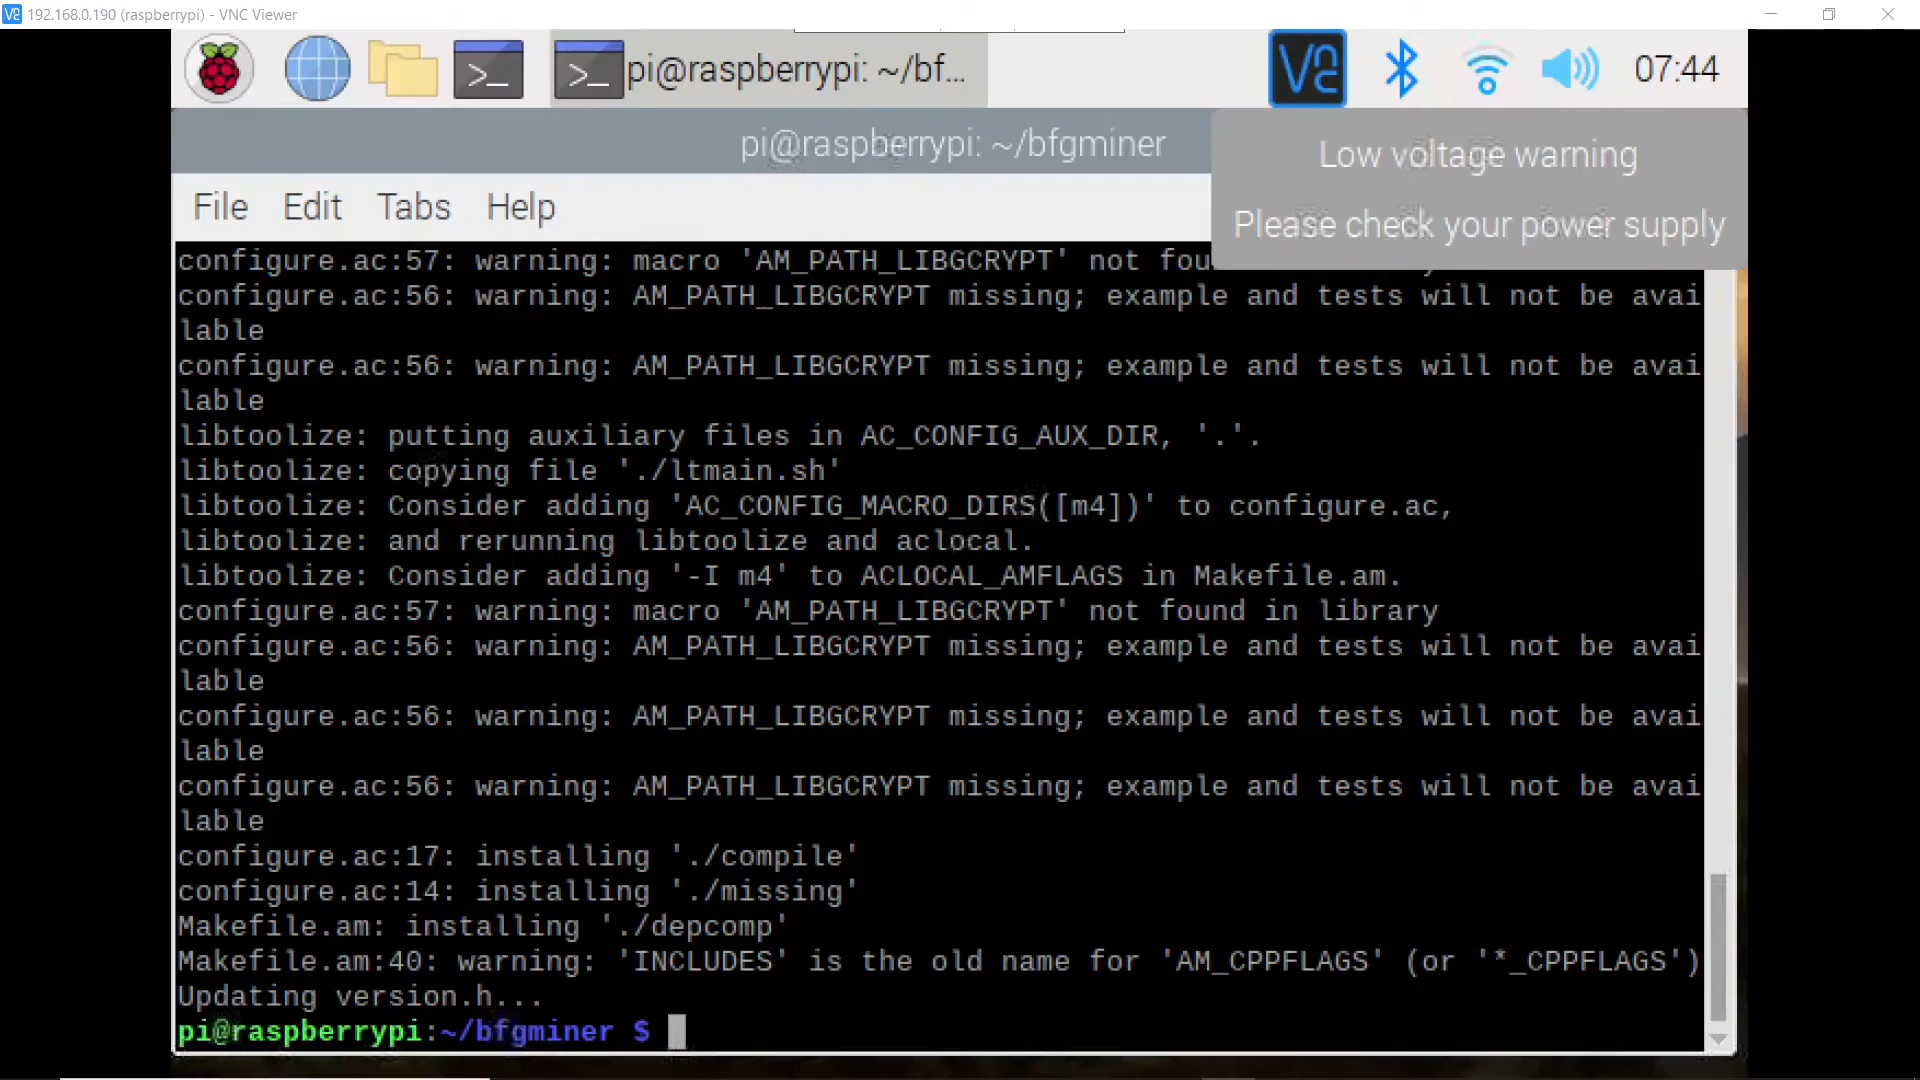 VE 192.168.0.190 (raspberrypi) - VNC Viewer
>_ >_ pi@raspberrypi: ~/bf... VE 07:44
pi@raspberrypi: ~/bfgminer
Low voltage warning
Please check your power supply
File Edit Tabs Help
configure.ac:57: warning: macro 'AM_PATH_LIBGCRYPT' not fou
configure.ac:56: warning: AM_PATH_LIBGCRYPT missing; example and tests will not be avai
lable
configure.ac:56: warning: AM_PATH_LIBGCRYPT missing; example and tests will not be avai
lable
libtoolize: putting auxiliary files in AC_CONFIG_AUX_DIR, '.'.
libtoolize: copying file './ltmain.sh'
libtoolize: Consider adding 'AC_CONFIG_MACRO_DIRS([m4])' to configure.ac,
libtoolize: and rerunning libtoolize and aclocal.
libtoolize: Consider adding '-I m4' to ACLOCAL_AMFLAGS in Makefile.am.
configure.ac:57: warning: macro 'AM_PATH_LIBGCRYPT' not found in library
configure.ac:56: warning: AM_PATH_LIBGCRYPT missing; example and tests will not be avai
lable
configure.ac:56: warning: AM_PATH_LIBGCRYPT missing; example and tests will not be avai
lable
configure.ac:56: warning: AM_PATH_LIBGCRYPT missing; example and tests will not be avai
lable
configure.ac:17: installing './compile'
configure.ac:14: installing './missing'
Makefile.am: installing './depcomp'
Makefile.am:40: warning: 'INCLUDES' is the old name for 'AM_CPPFLAGS' (or '*_CPPFLAGS')
Updating version.h...
pi@raspberrypi:~/bfgminer $